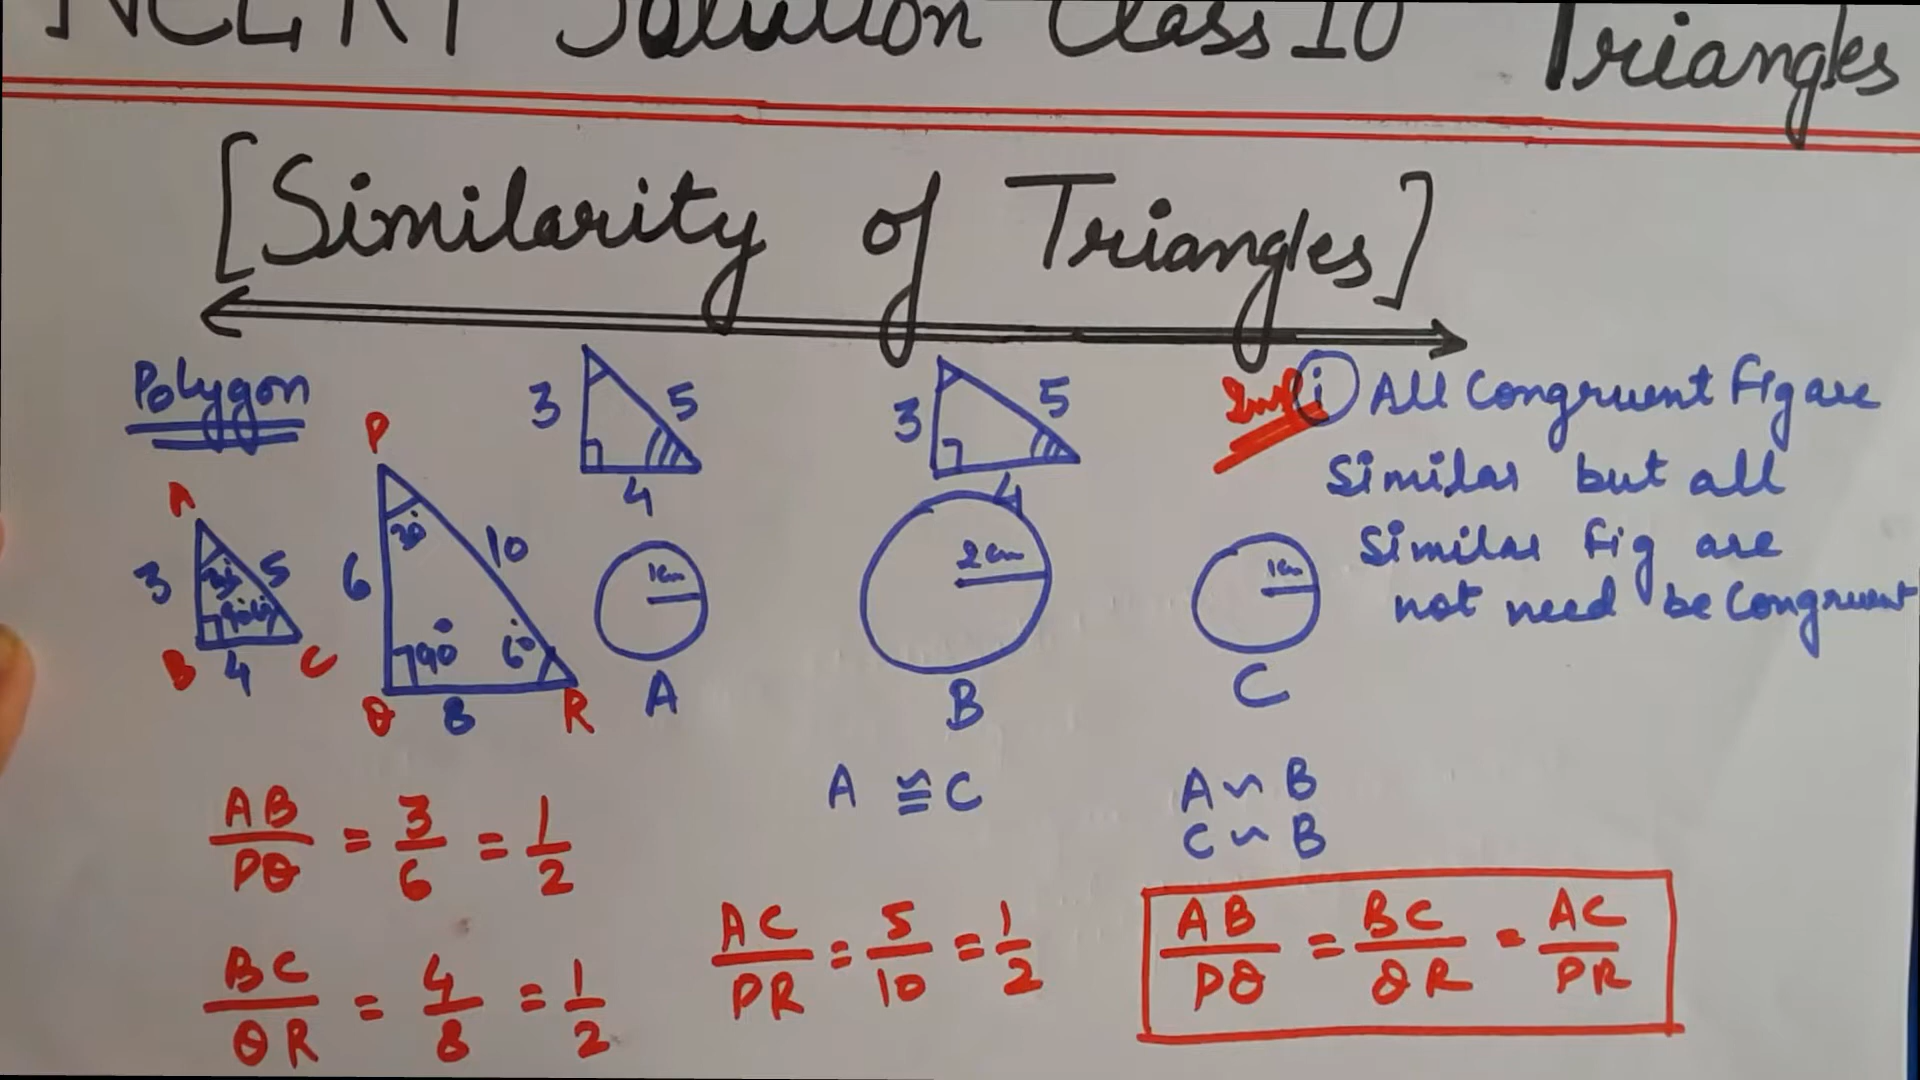 NCERT Solution Class 10 Triangles
[Similarity of Triangles]
Polygon
3 5
4
3 5
4
Imp (i) All Congruent Fig are
Similar but all
Similar Fig are
not need be Congruent
A
3 5
B 4 C
P
30°
6 10
90° 60°
Q 8 R
1cm
A
2cm
B
1cm
C
A ≅ C
A ∽ B
C ∽ B
AB/PQ = 3/6 = 1/2
BC/QR = 4/8 = 1/2
AC/PR = 5/10 = 1/2
AB/PQ = BC/QR = AC/PR